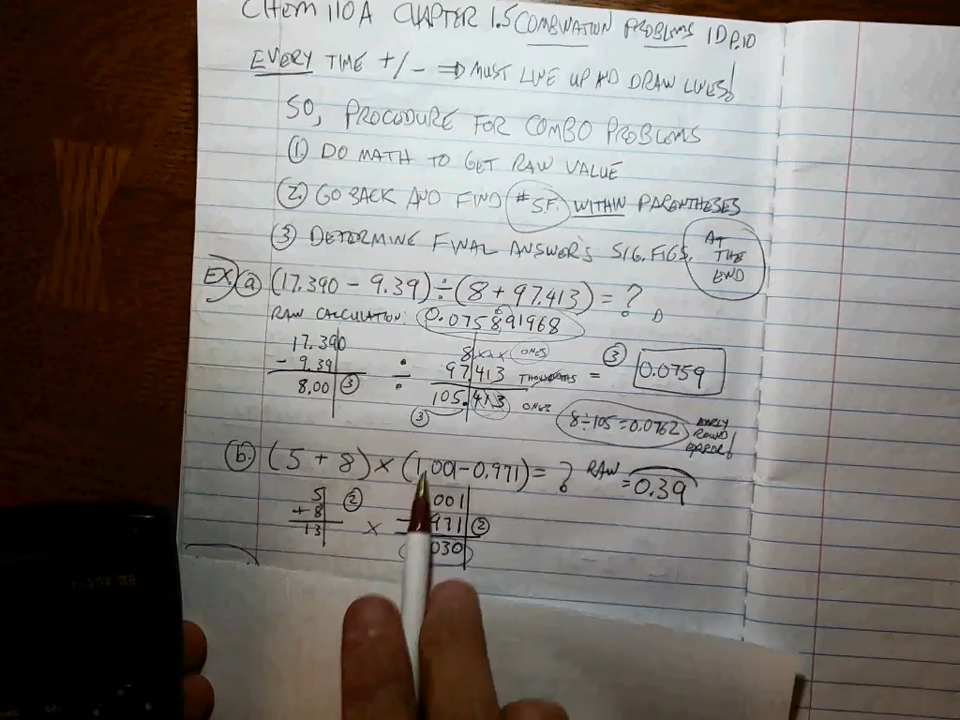 CHEM 110A CHAPTER 1.5 COMBINATION PROBLEMS 1D P.10
EVERY TIME +/- ⇒ MUST LINE UP AND DRAW LINES!
SO, PROCEDURE FOR COMBO PROBLEMS
① DO MATH TO GET RAW VALUE
② GO BACK AND FIND # S.F. WITHIN PARENTHESES
③ DETERMINE FINAL ANSWER'S SIG. FIGS. AT THE END
EX) ⓐ (17.390 - 9.39) ÷ (8 + 97.413) = ?
RAW CALCULATION: 0.075891968
17.390
- 9.39
8.00 ③
÷
8 xxx ONES
97 413
105.413 ONES
③
= ③ 0.0759
8÷105 = 0.0762 EARLY ROUND ERROR!
ⓑ (5 + 8) × (1.001 - 0.971) = ? RAW = 0.39
5
+ 8
13
②
×
001
971 ②
030